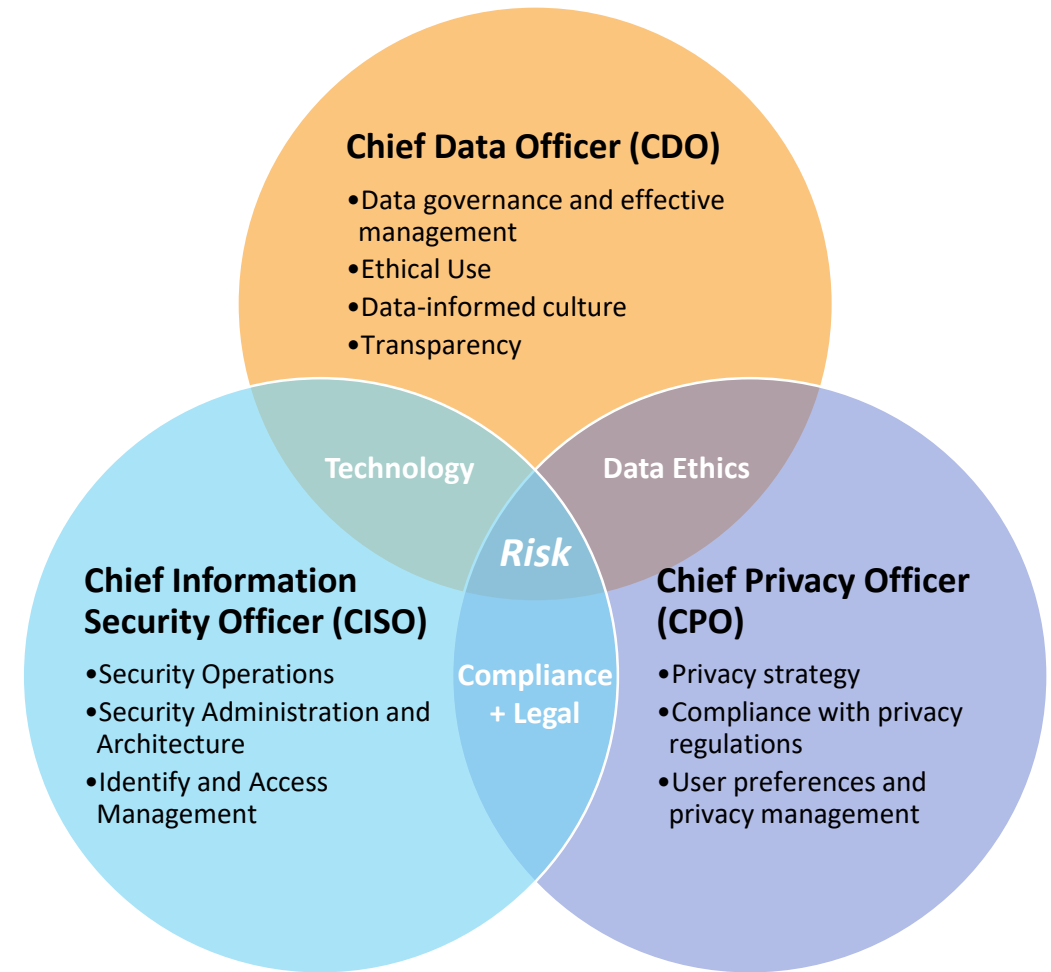 Chief Data Officer (CDO)
•Data governance and effective
management
•Ethical Use
•Data-informed culture
•Transparency
Technology
Data Ethics
Risk
Chief Information
Security Officer (CISO)
•Security Operations
•Security Administration and
Architecture
•Identify and Access
Management
Compliance
+ Legal
Chief Privacy Officer
(CPO)
•Privacy strategy
•Compliance with privacy
regulations
•User preferences and
privacy management